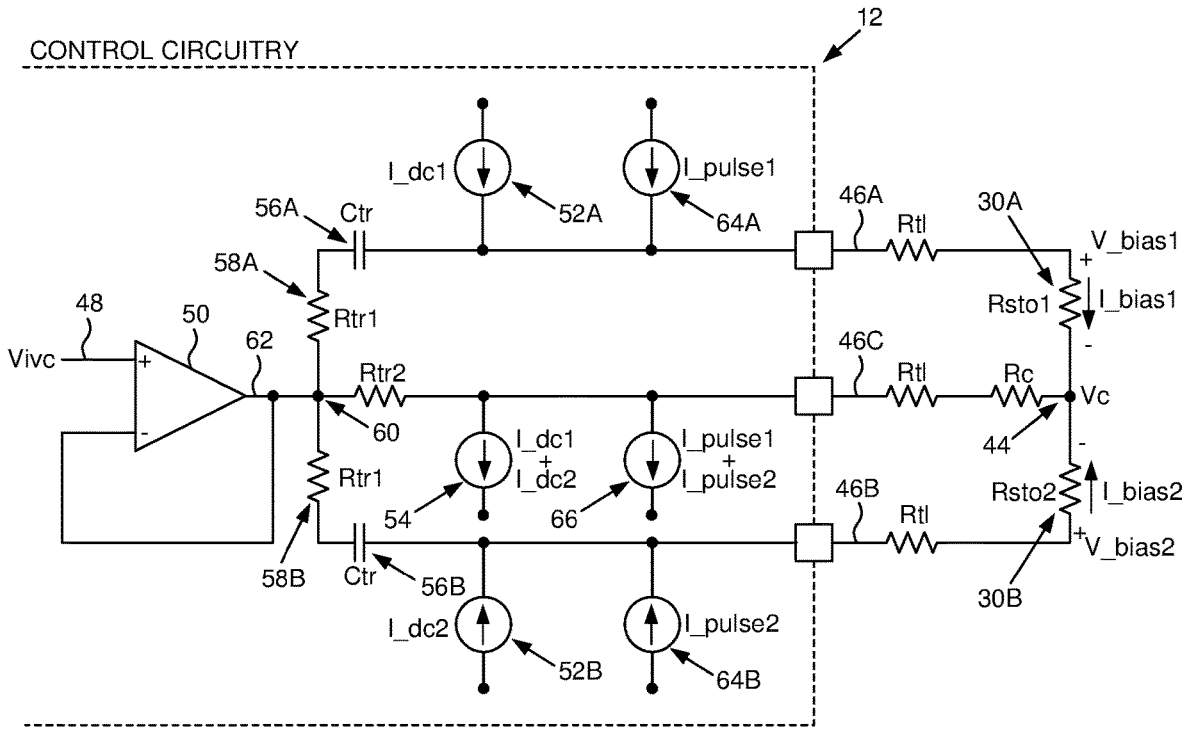 12
CONTROL CIRCUITRY
I_dc1
I_pulse1
52A
64A
56A
Ctr
46A
Rtl
30A
V_bias1
+
58A
Rtr1
Rsto1
I_bias1
-
48
50
62
Vivc
+
-
Rtr2
60
46C
Rtl
Rc
Vc
44
I_dc1
+
I_dc2
I_pulse1
+
I_pulse2
54
66
Rtr1
58B
Ctr
56B
46B
Rtl
-
Rsto2
I_bias2
+
V_bias2
30B
I_dc2
I_pulse2
52B
64B